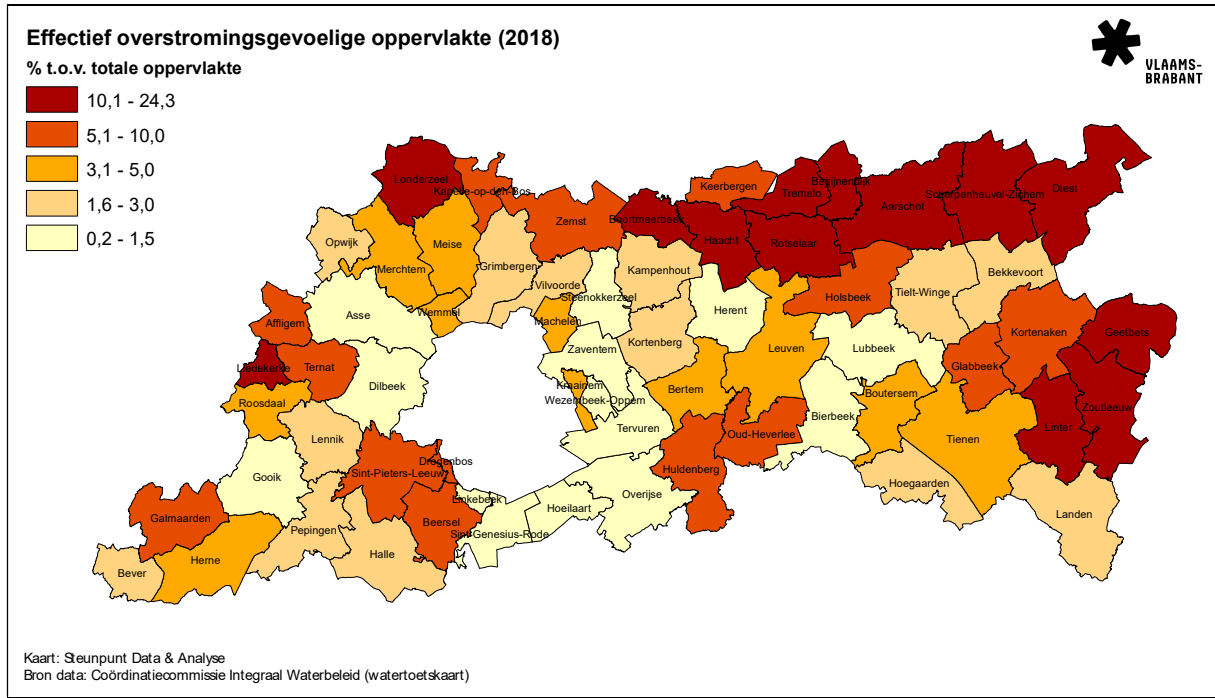 Effectief overstromingsgevoelige oppervlakte (2018)
% t.o.v. totale oppervlakte
10,1 - 24,3
5,1 - 10,0
3,1 - 5,0
1,6 - 3,0
0,2 - 1,5
VLAAMS-
BRABANT
Londerzeel
Kapelle-op-den-Bos
Zemst
Keerbergen
Tremelo
Begijnendijk
Aarschot
Scherpenheuvel-Zichem
Diest
Boortmeerbeek
Haacht
Rotselaar
Opwijk
Merchtem
Meise
Grimbergen
Vilvoorde
Kampenhout
Steenokkerzeel
Herent
Holsbeek
Tielt-Winge
Bekkevoort
Affligem
Asse
Wemmel
Machelen
Kortenberg
Leuven
Lubbeek
Kortenaken
Geetbets
Liedekerke
Ternat
Dilbeek
Zaventem
Kraainem
Wezembeek-Oppem
Bertem
Glabbeek
Roosdaal
Tervuren
Bierbeek
Boutersem
Zoutleeuw
Lennik
Oud-Heverlee
Tienen
Linter
Gooik
Sint-Pieters-Leeuw
Drogenbos
Huldenberg
Hoegaarden
Linkebeek
Hoeilaart
Overijse
Landen
Galmaarden
Pepingen
Beersel
Sint-Genesius-Rode
Halle
Herne
Bever
Kaart: Steunpunt Data & Analyse
Bron data: Coördinatiecommissie Integraal Waterbeleid (watertoetskaart)